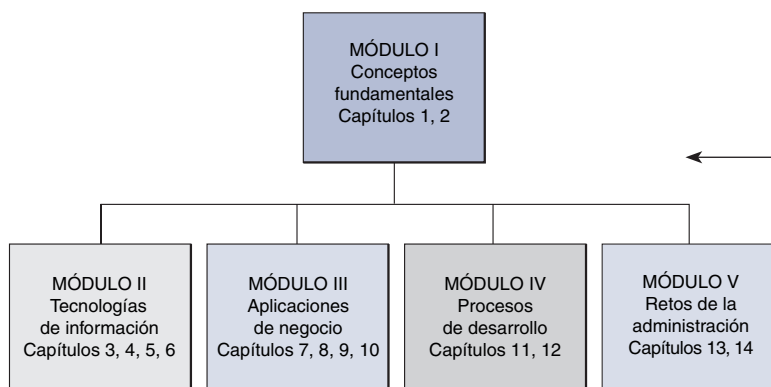 MÓDULO I
Conceptos
fundamentales
Capítulos 1, 2
MÓDULO II
Tecnologías
de información
Capítulos 3, 4, 5, 6
MÓDULO III
Aplicaciones
de negocio
Capítulos 7, 8, 9, 10
MÓDULO IV
Procesos
de desarrollo
Capítulos 11, 12
MÓDULO V
Retos de la
administración
Capítulos 13, 14